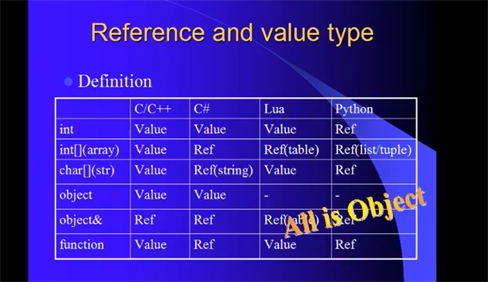 Reference and value type
Definition
C/C++ C# Lua Python
int Value Value Value Ref
int[](array) Value Ref Ref(table) Ref(list/tuple)
char[](str) Value Ref(string) Value Ref
object Value Value - -
object& Ref Ref Ref(table) Ref
All is Object
function Value Ref Value Ref